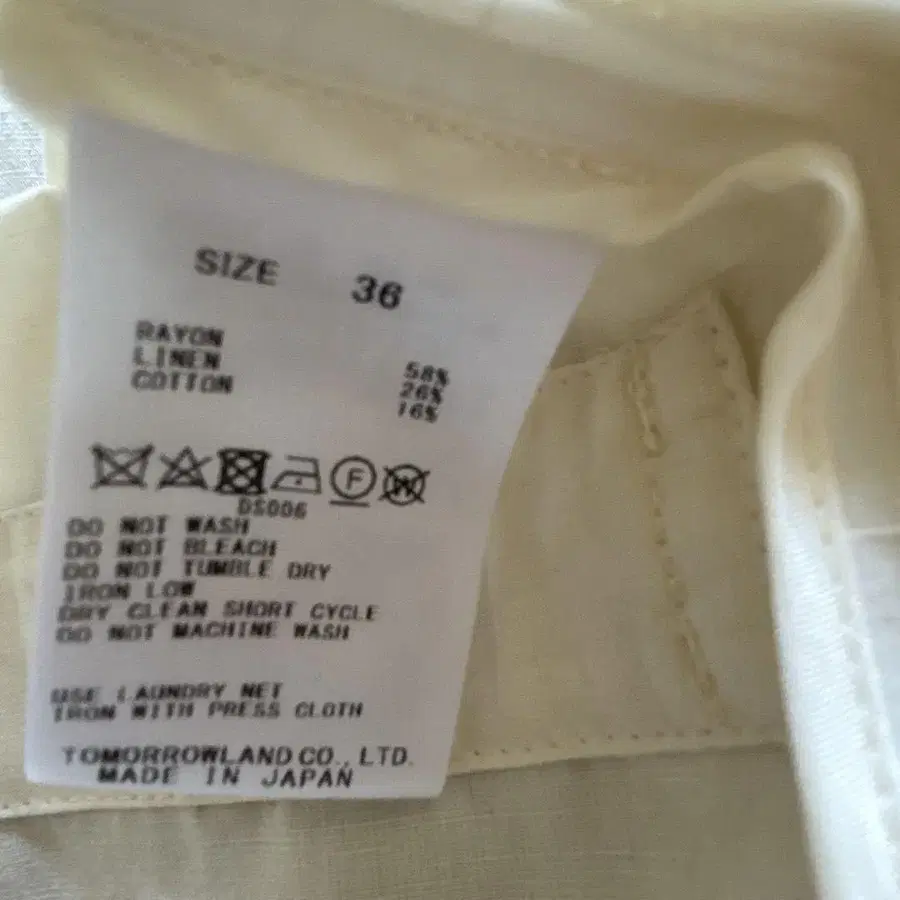 SIZE 36
RAYON 58%
LINEN 26%
COTTON 16%
F
W
DS006
DO NOT WASH
DO NOT BLEACH
DO NOT TUMBLE DRY
IRON LOW
DRY CLEAN SHORT CYCLE
DO NOT MACHINE WASH
USE LAUNDRY NET
IRON WITH PRESS CLOTH
TOMORROWLAND CO., LTD.
MADE IN JAPAN